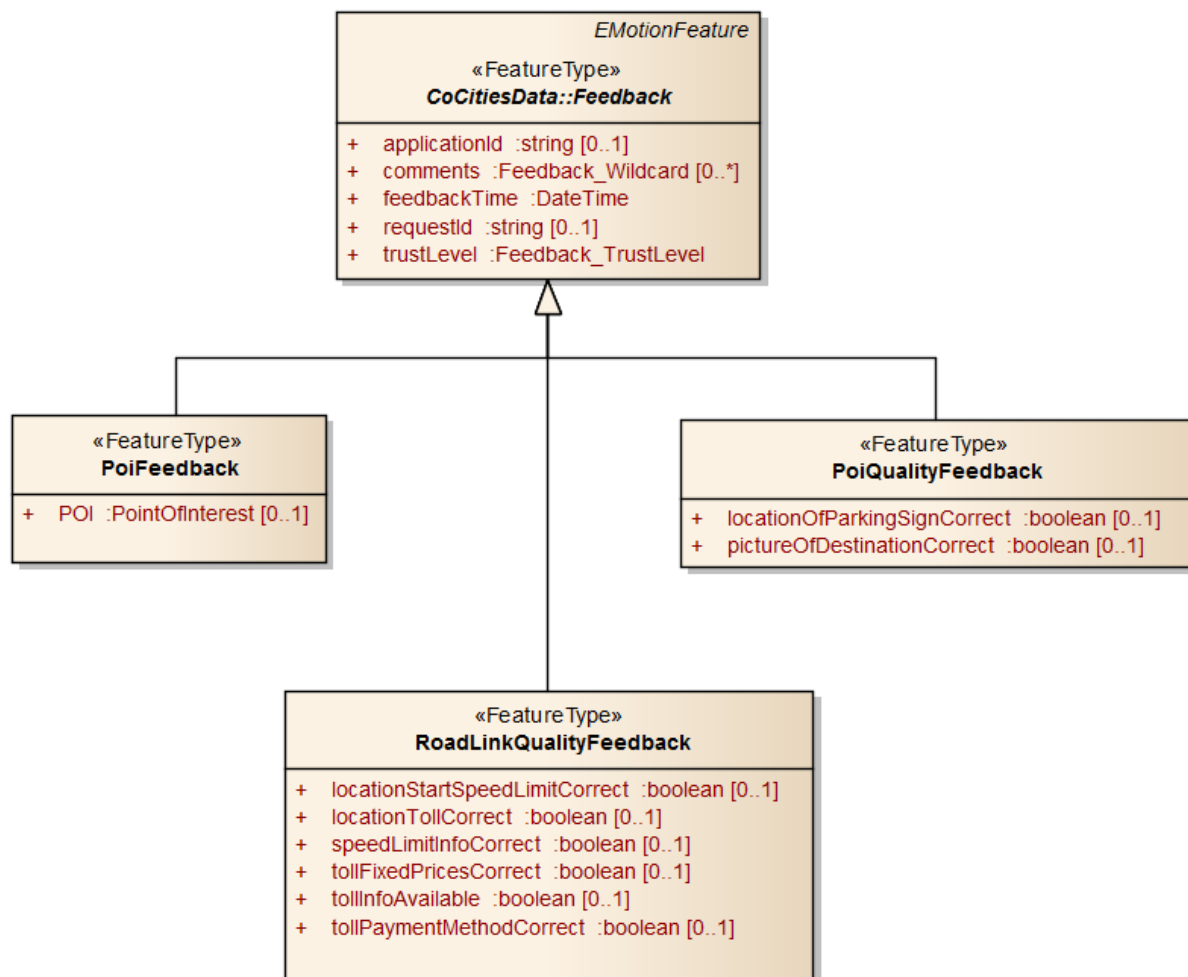 EMotionFeature
«FeatureType»
CoCitiesData::Feedback
+ applicationId :string [0..1]
+ comments :Feedback_Wildcard [0..*]
+ feedbackTime :DateTime
+ requestId :string [0..1]
+ trustLevel :Feedback_TrustLevel
«FeatureType»
PoiFeedback
+ POI :PointOfInterest [0..1]
«FeatureType»
PoiQualityFeedback
+ locationOfParkingSignCorrect :boolean [0..1]
+ pictureOfDestinationCorrect :boolean [0..1]
«FeatureType»
RoadLinkQualityFeedback
+ locationStartSpeedLimitCorrect :boolean [0..1]
+ locationTollCorrect :boolean [0..1]
+ speedLimitInfoCorrect :boolean [0..1]
+ tollFixedPricesCorrect :boolean [0..1]
+ tollInfoAvailable :boolean [0..1]
+ tollPaymentMethodCorrect :boolean [0..1]